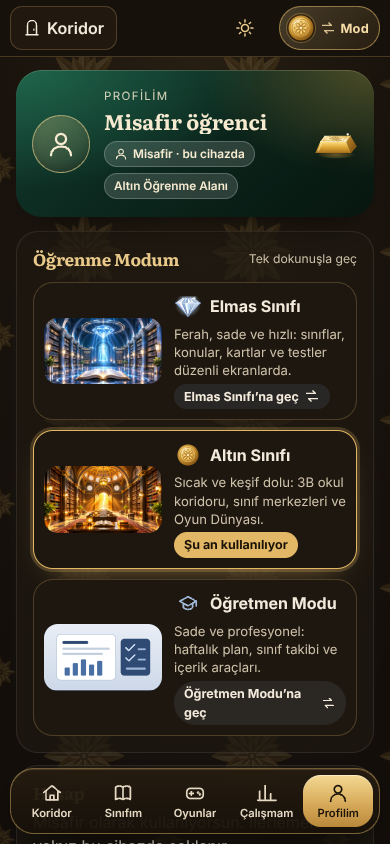 Koridor
Mod
PROFİLİM
Misafir öğrenci
Misafir · bu cihazda
Altın Öğrenme Alanı
Öğrenme Modum
Tek dokunuşla geç
Elmas Sınıfı
Ferah, sade ve hızlı: sınıflar,
konular, kartlar ve testler
düzenli ekranlarda.
Elmas Sınıfı'na geç
Altın Sınıfı
Sıcak ve keşif dolu: 3B okul
koridoru, sınıf merkezleri ve
Oyun Dünyası.
Şu an kullanılıyor
Öğretmen Modu
Sade ve profesyonel:
haftalık plan, sınıf takibi ve
içerik araçları.
Öğretmen Modu'na
geç
Koridor
Sınıfım
Oyunlar
Çalışmam
Profilim